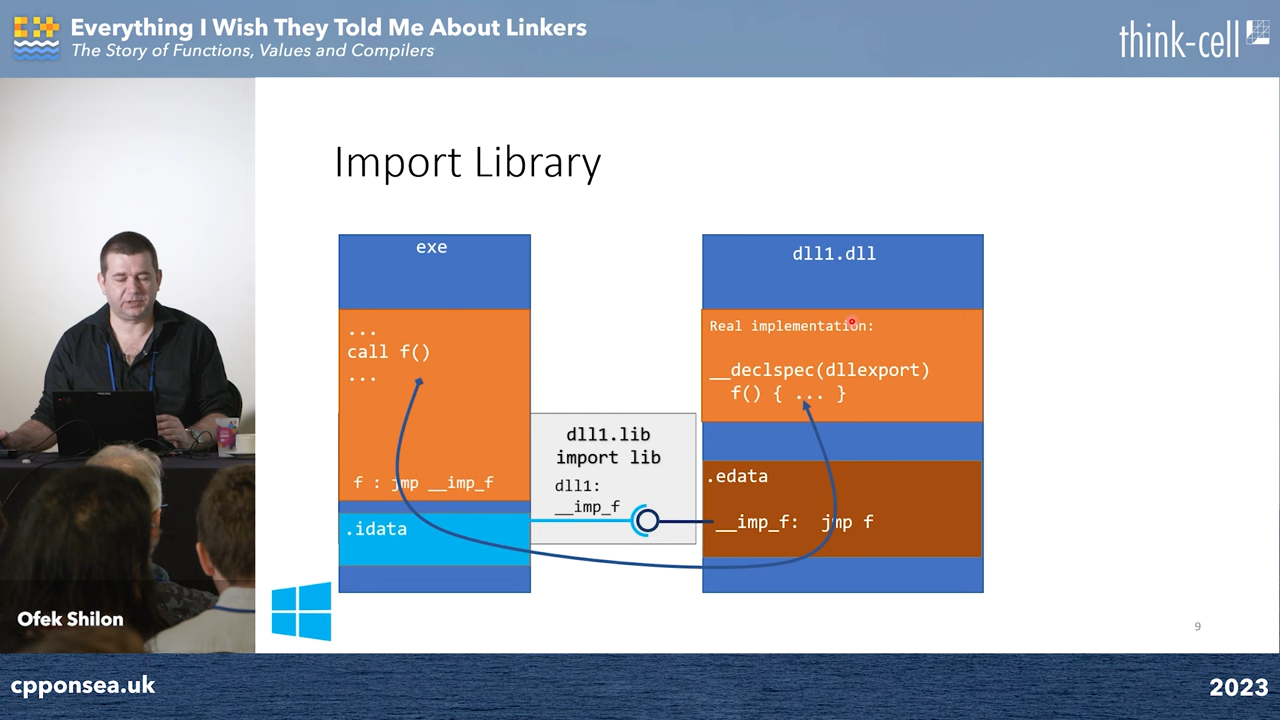 Everything I Wish They Told Me About Linkers
The Story of Functions, Values and Compilers
think-cell
Import Library
exe
...
call f()
...
f : jmp __imp_f
.idata
dll1.lib
import lib
dll1:
__imp_f
dll1.dll
Real implementation:
__declspec(dllexport)
f() { ... }
.edata
__imp_f: jmp f
Ofek Shilon
9
cpponsea.uk
2023